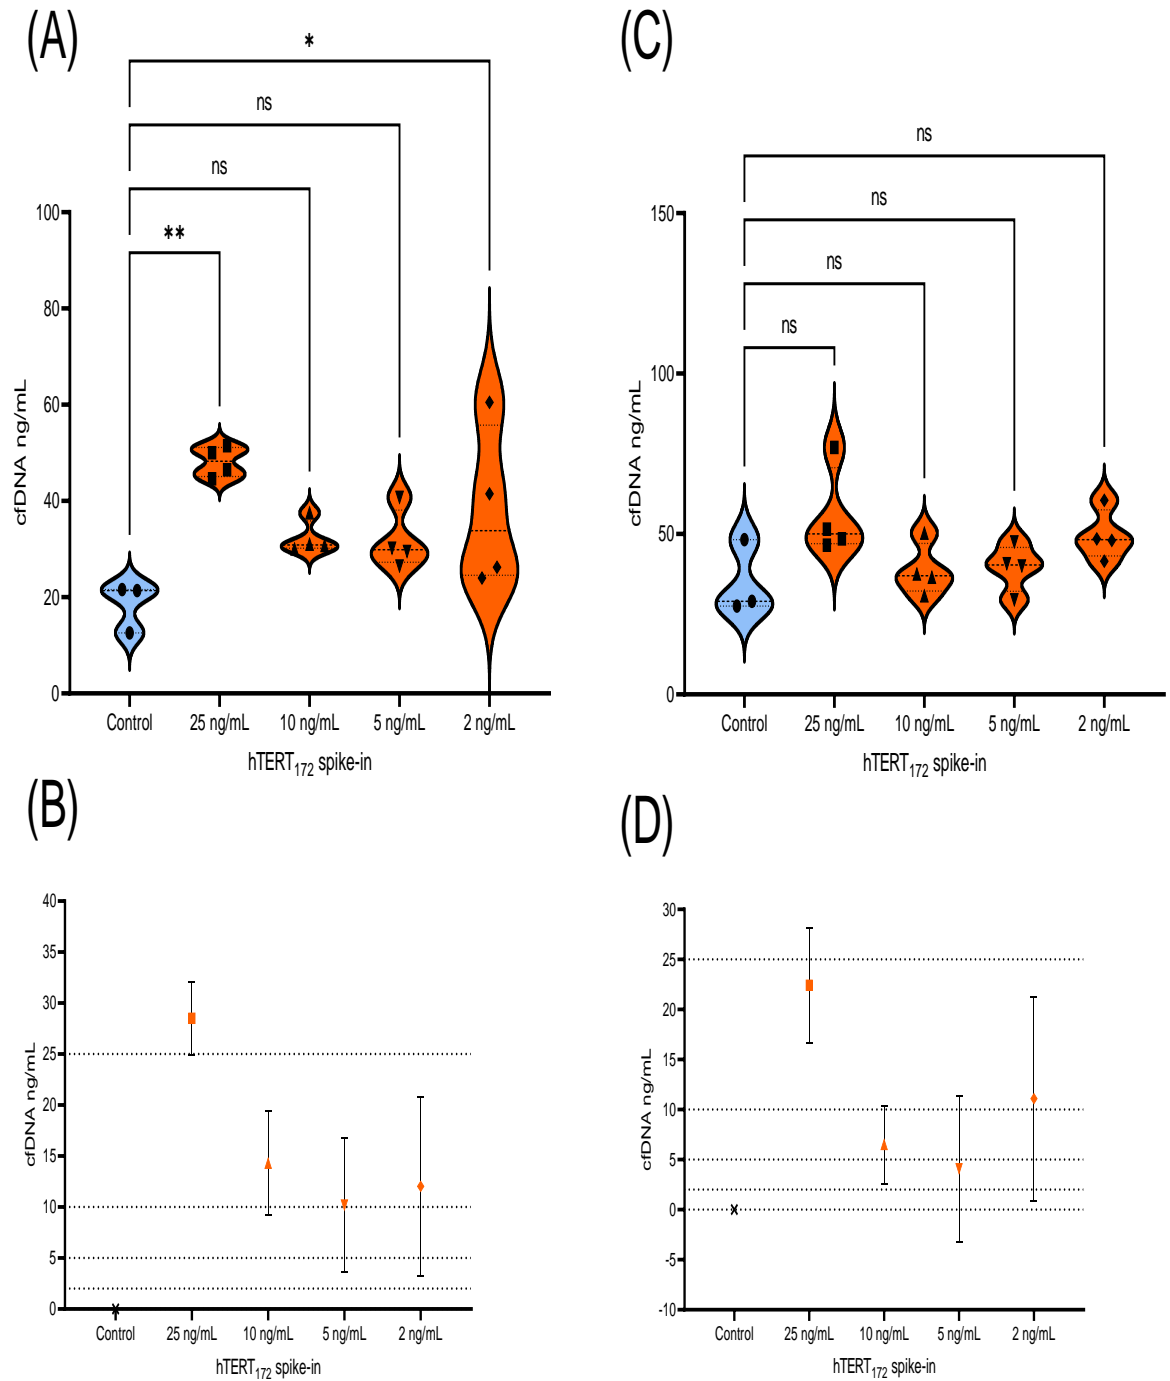 (A)
*
ns
ns
**
100
80
60
40
20
0
cfDNA ng/mL
Control 25 ng/mL 10 ng/mL 5 ng/mL 2 ng/mL
hTERT172 spike-in
(C)
ns
ns
ns
ns
150
100
50
0
cfDNA ng/mL
Control 25 ng/mL 10 ng/mL 5 ng/mL 2 ng/mL
hTERT172 spike-in
(B)
40
35
30
25
20
15
10
5
0
cfDNA ng/mL
Control 25 ng/mL 10 ng/mL 5 ng/mL 2 ng/mL
hTERT172 spike-in
(D)
30
25
20
15
10
5
0
-5
-10
cfDNA ng/mL
Control 25 ng/mL 10 ng/mL 5 ng/mL 2 ng/mL
hTERT172 spike-in